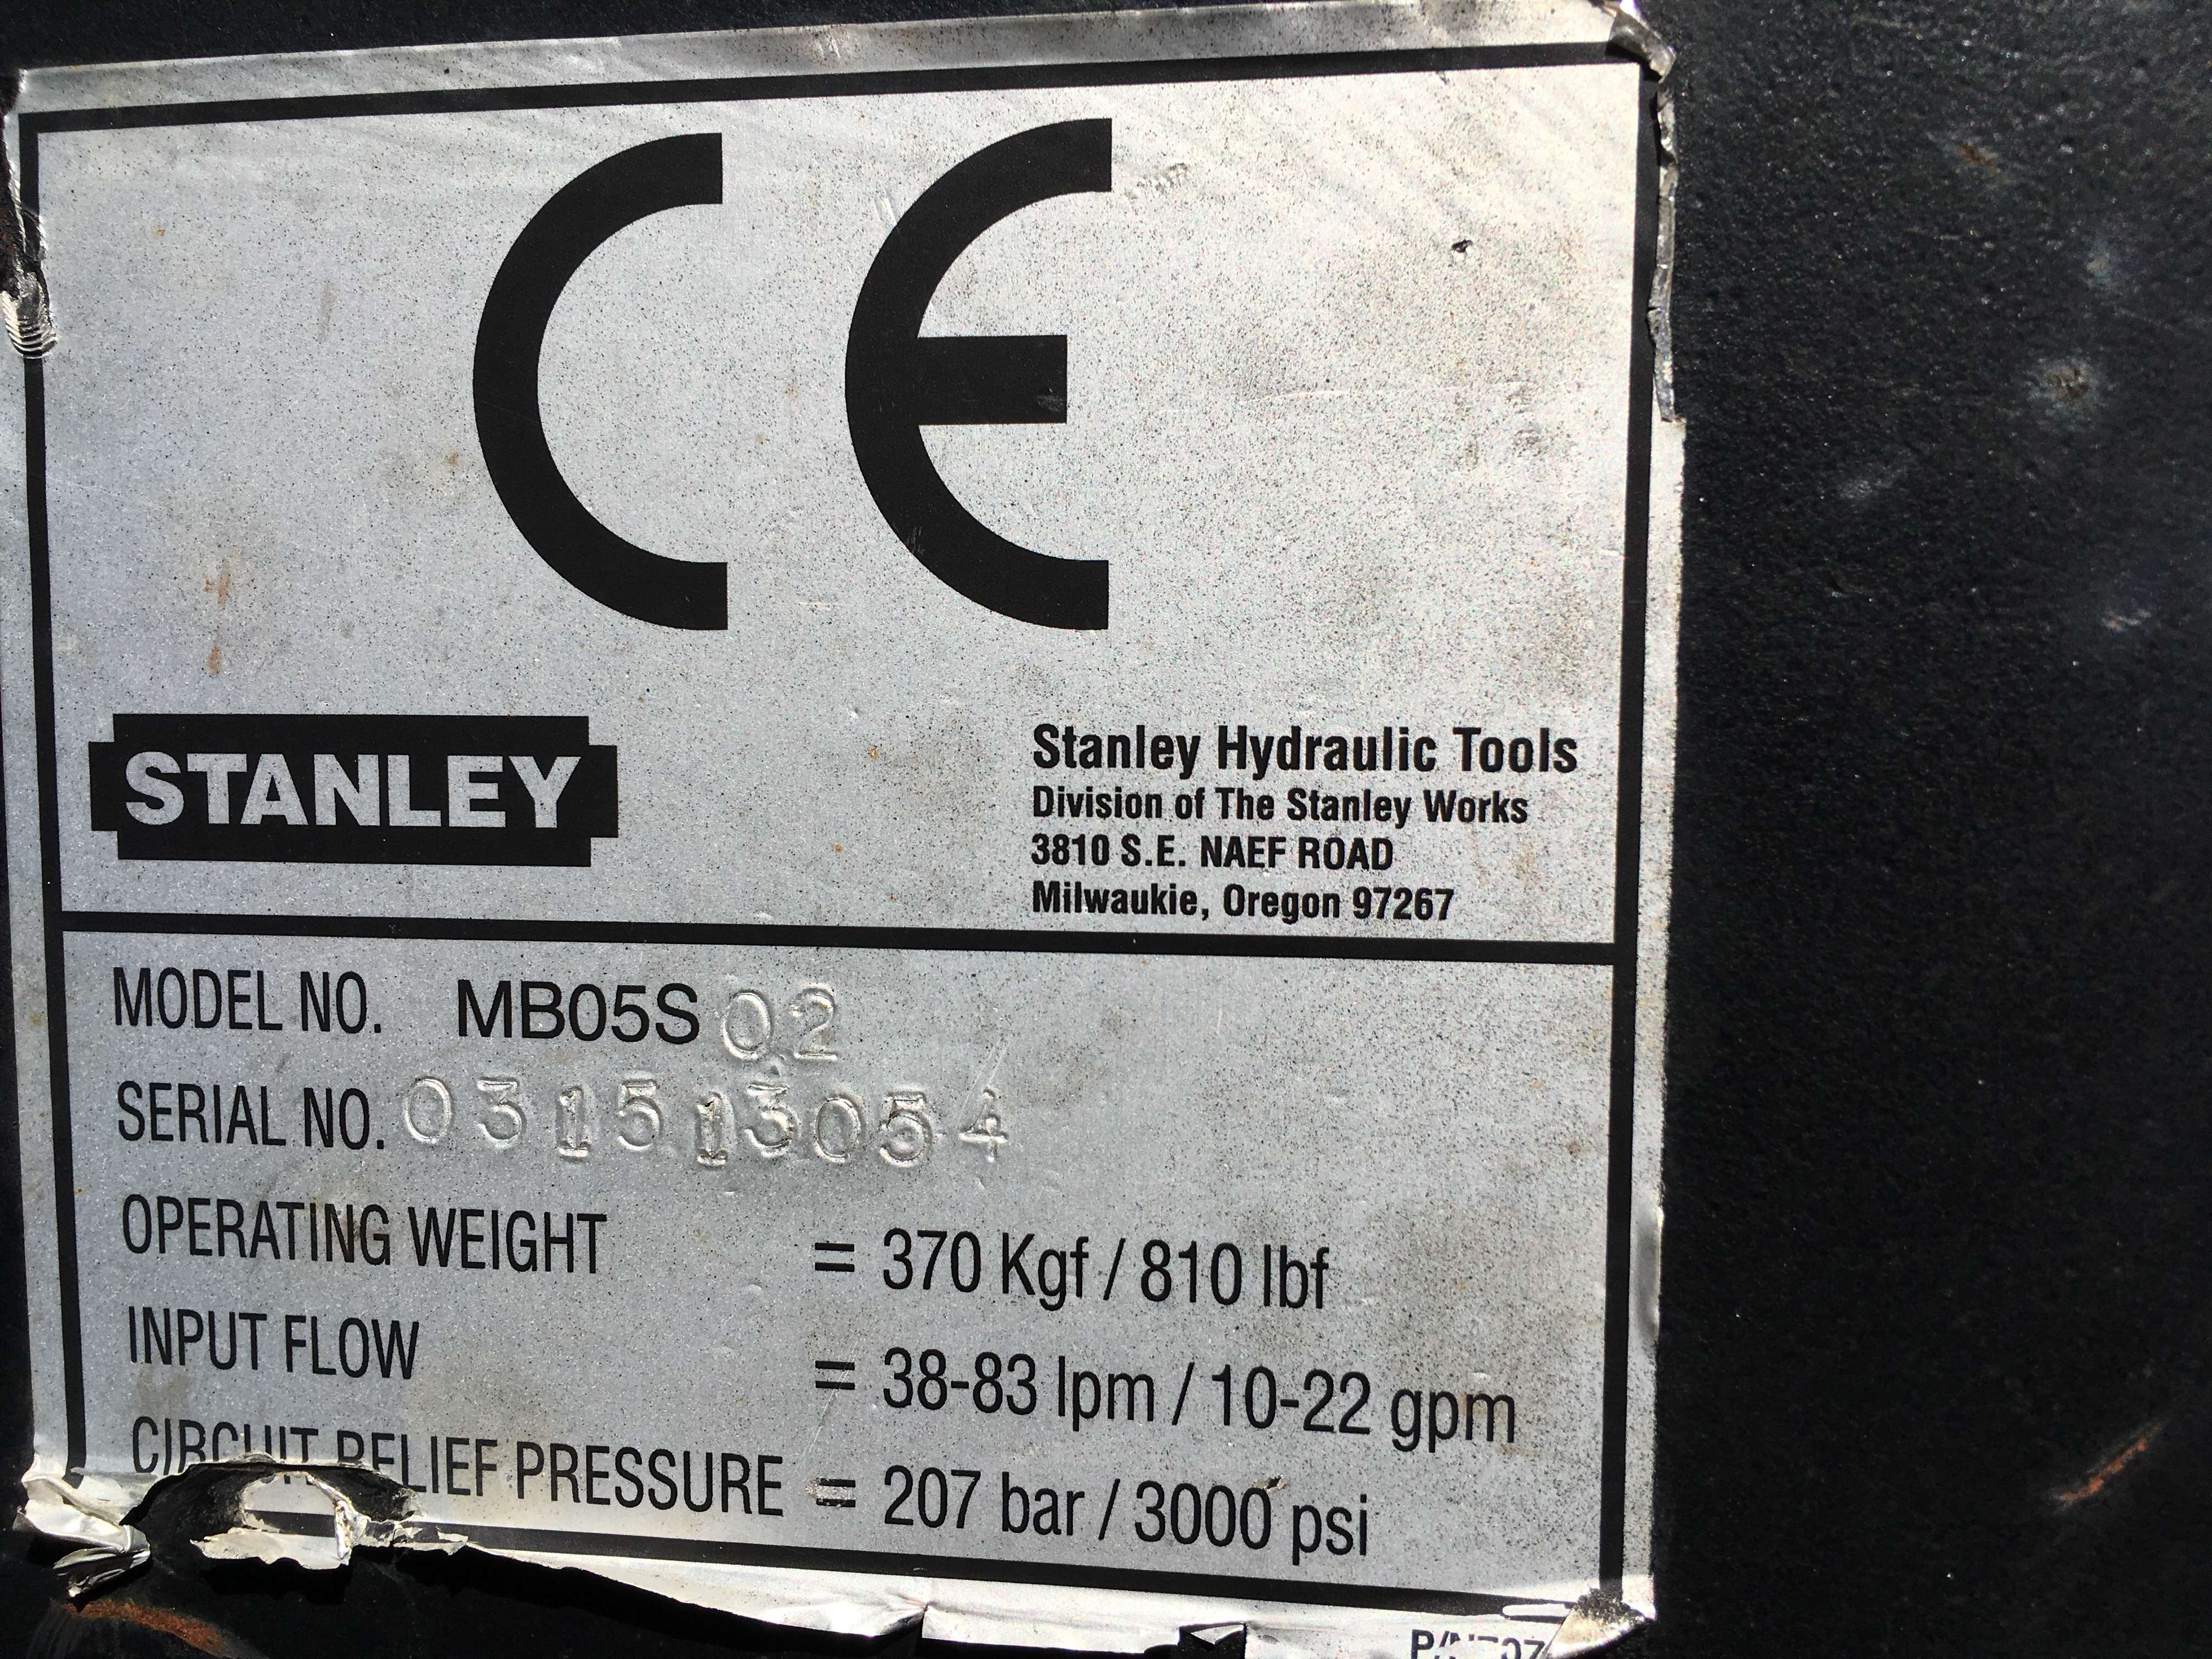 CE
STANLEY
Stanley Hydraulic Tools
Division of The Stanley Works
3810 S.E. NAEF ROAD
Milwaukie, Oregon 97267
MODEL NO. MB05S 02
SERIAL NO. 031513054
OPERATING WEIGHT = 370 Kgf / 810 lbf
INPUT FLOW = 38-83 lpm / 10-22 gpm
CIRCUIT RELIEF PRESSURE = 207 bar / 3000 psi